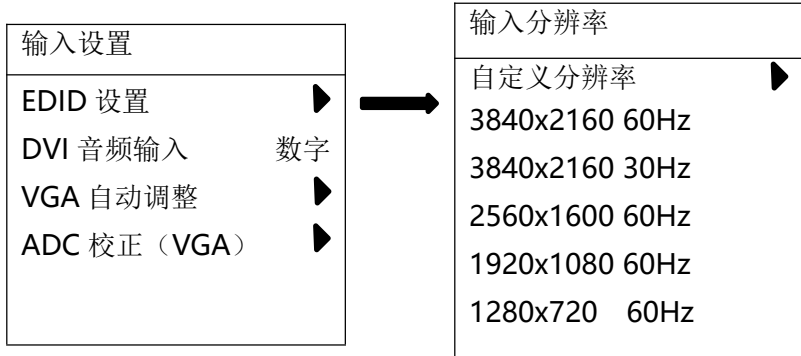 输入设置
EDID 设置
DVI 音频输入 数字
VGA 自动调整
ADC 校正（VGA）
输入分辨率
自定义分辨率
3840x2160 60Hz
3840x2160 30Hz
2560x1600 60Hz
1920x1080 60Hz
1280x720 60Hz